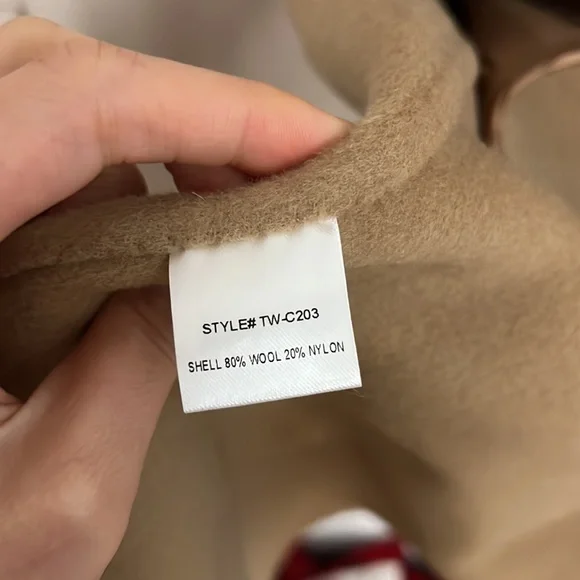 STYLE# TW-C203
SHELL 80% WOOL 20% NYLON